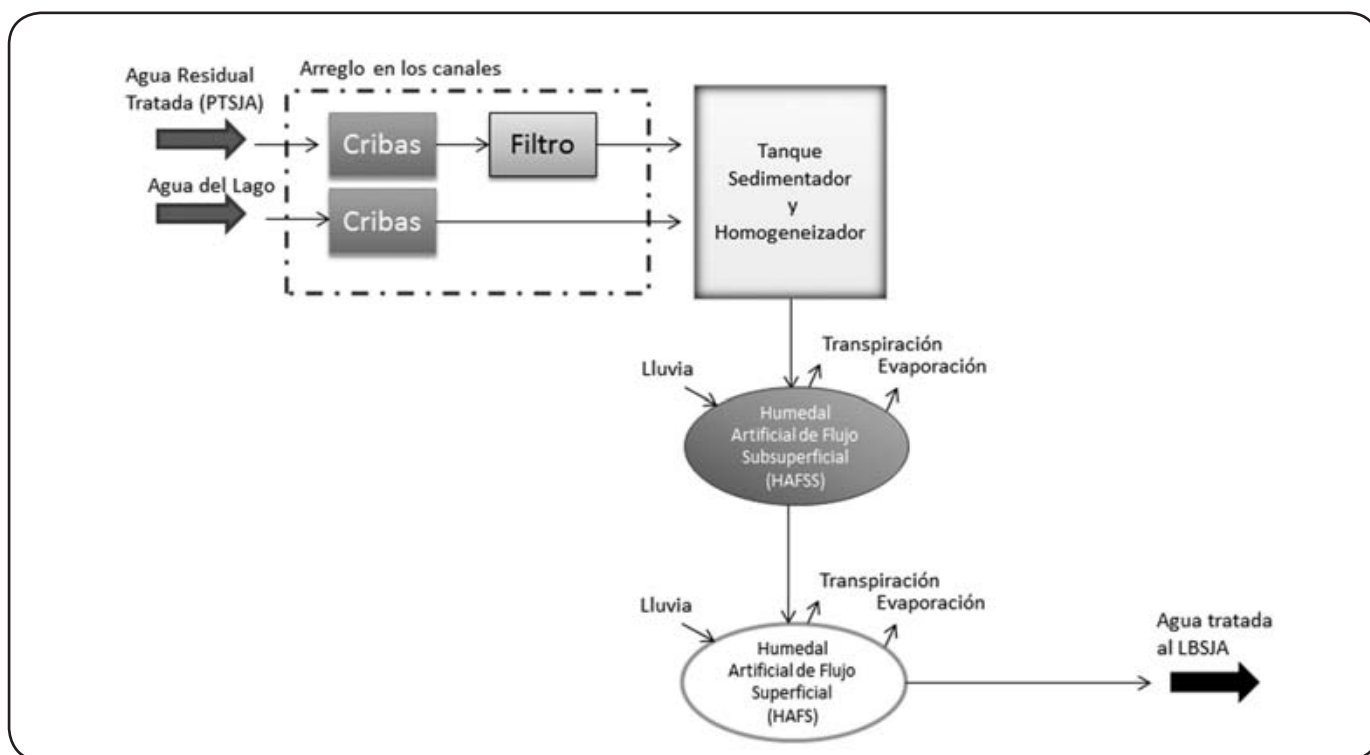 Agua Residual
Tratada (PTSJA)
Arreglo en los canales
Cribas
Filtro
Agua del Lago
Cribas
Tanque
Sedimentador
y
Homogeneizador
Lluvia
Transpiración
Evaporación
Humedal
Artificial de Flujo
Subsuperficial
(HAFSS)
Lluvia
Transpiración
Evaporación
Humedal
Artificial de Flujo
Superficial
(HAFS)
Agua tratada
al LBSJA